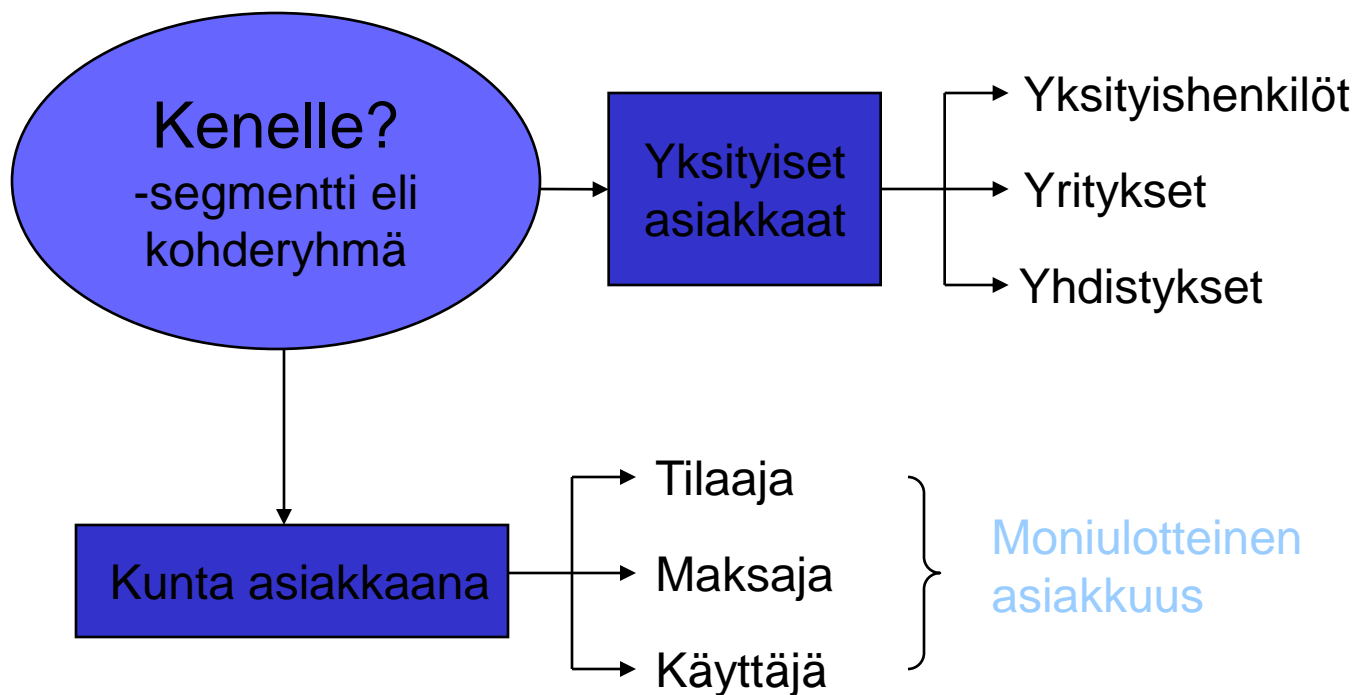 Kenelle?
-segmentti eli
kohderyhmä
Yksityiset
asiakkaat
Yksityishenkilöt
Yritykset
Yhdistykset
Kunta asiakkaana
Tilaaja
Maksaja
Käyttäjä
Moniulotteinen
asiakkuus